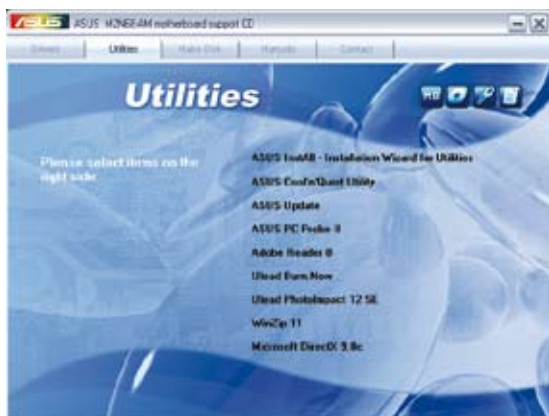 ASUS M2N68-AM motherboard support CD
Drivers Utilities Make Disk Manuals Contact
Utilities
Please select items on the
right side.
ASUS InstAll - Installation Wizard for Utilities
ASUS Cool'n'Quiet Utility
ASUS Update
ASUS PC Probe II
Adobe Reader 8
Ulead Burn.Now
Ulead PhotoImpact 12 SE
WinZip 11
Microsoft DirectX 9.0c